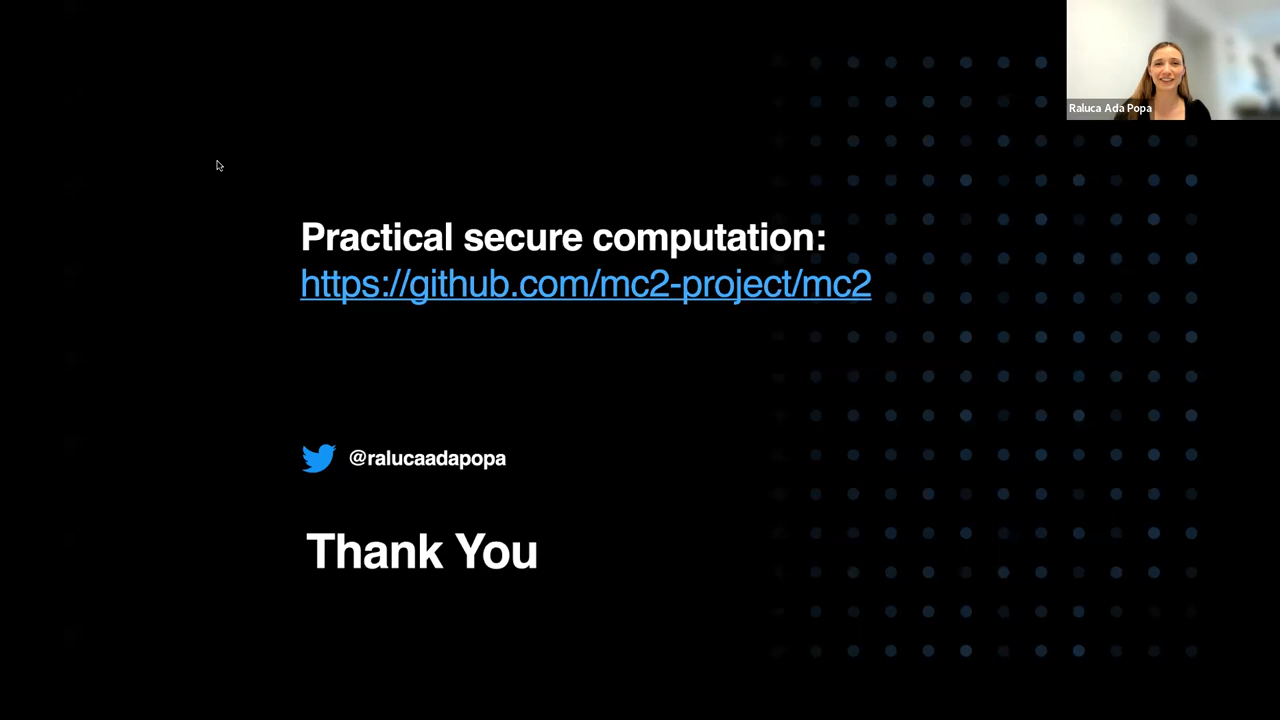 Raluca Ada Popa
Practical secure computation:
https://github.com/mc2-project/mc2
@ralucaadapopa
Thank You